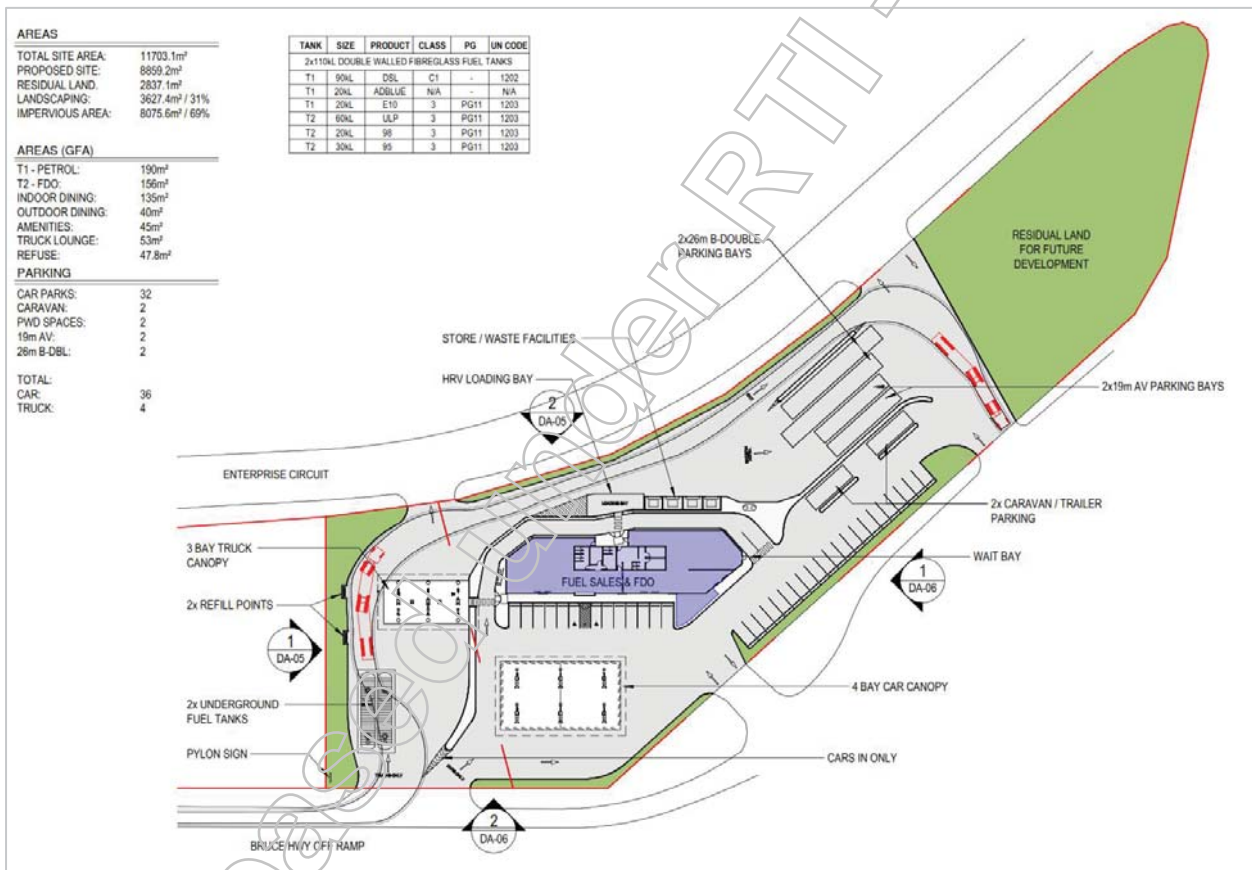 AREAS
TOTAL SITE AREA: 11703.1m²
PROPOSED SITE: 8859.2m²
RESIDUAL LAND. 2837.1m²
LANDSCAPING: 3627.4m² / 31%
IMPERVIOUS AREA: 8075.6m² / 69%
AREAS (GFA)
T1 - PETROL: 190m²
T2 - FDO: 156m²
INDOOR DINING: 135m²
OUTDOOR DINING: 40m²
AMENITIES: 45m²
TRUCK LOUNGE: 53m²
REFUSE: 47.8m²
PARKING
CAR PARKS: 32
CARAVAN: 2
PWD SPACES: 2
19m AV: 2
26m B-DBL: 2
TOTAL:
CAR: 36
TRUCK: 4
TANK SIZE PRODUCT CLASS PG UN CODE
2x110kL DOUBLE WALLED FIBREGLASS FUEL TANKS
T1 90kL DSL C1 - 1202
T1 20kL ADBLUE N/A - N/A
T1 20kL E10 3 PG11 1203
T2 60kL ULP 3 PG11 1203
T2 20kL 98 3 PG11 1203
T2 30kL 95 3 PG11 1203
RESIDUAL LAND
FOR FUTURE
DEVELOPMENT
2x26m B-DOUBLE
PARKING BAYS
STORE / WASTE FACILITIES
HRV LOADING BAY
2
DA-05
2x19m AV PARKING BAYS
ENTERPRISE CIRCUIT
2x CARAVAN / TRAILER
PARKING
3 BAY TRUCK
CANOPY
WAIT BAY
FUEL SALES & FDO
1
DA-06
2x REFILL POINTS
1
DA-05
4 BAY CAR CANOPY
2x UNDERGROUND
FUEL TANKS
PYLON SIGN
CARS IN ONLY
2
DA-06
BRUCE HWY OFF RAMP
Released under RTI